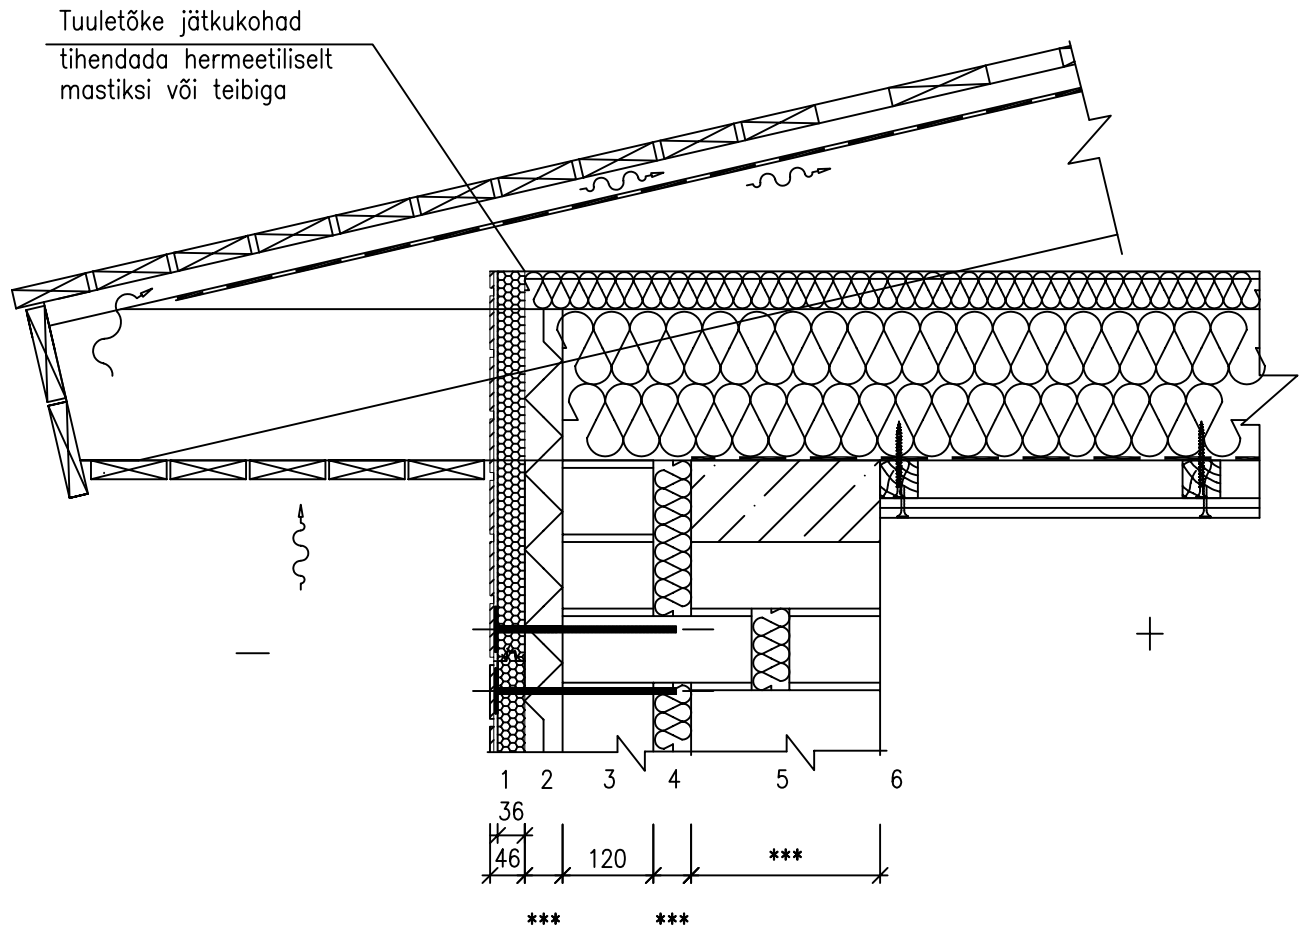 Tuuletõke jätkukohad
tihendada hermeetiliselt
mastiksi või teibiga
1 2 3 4 5 6
36
46 120 ***
*** ***